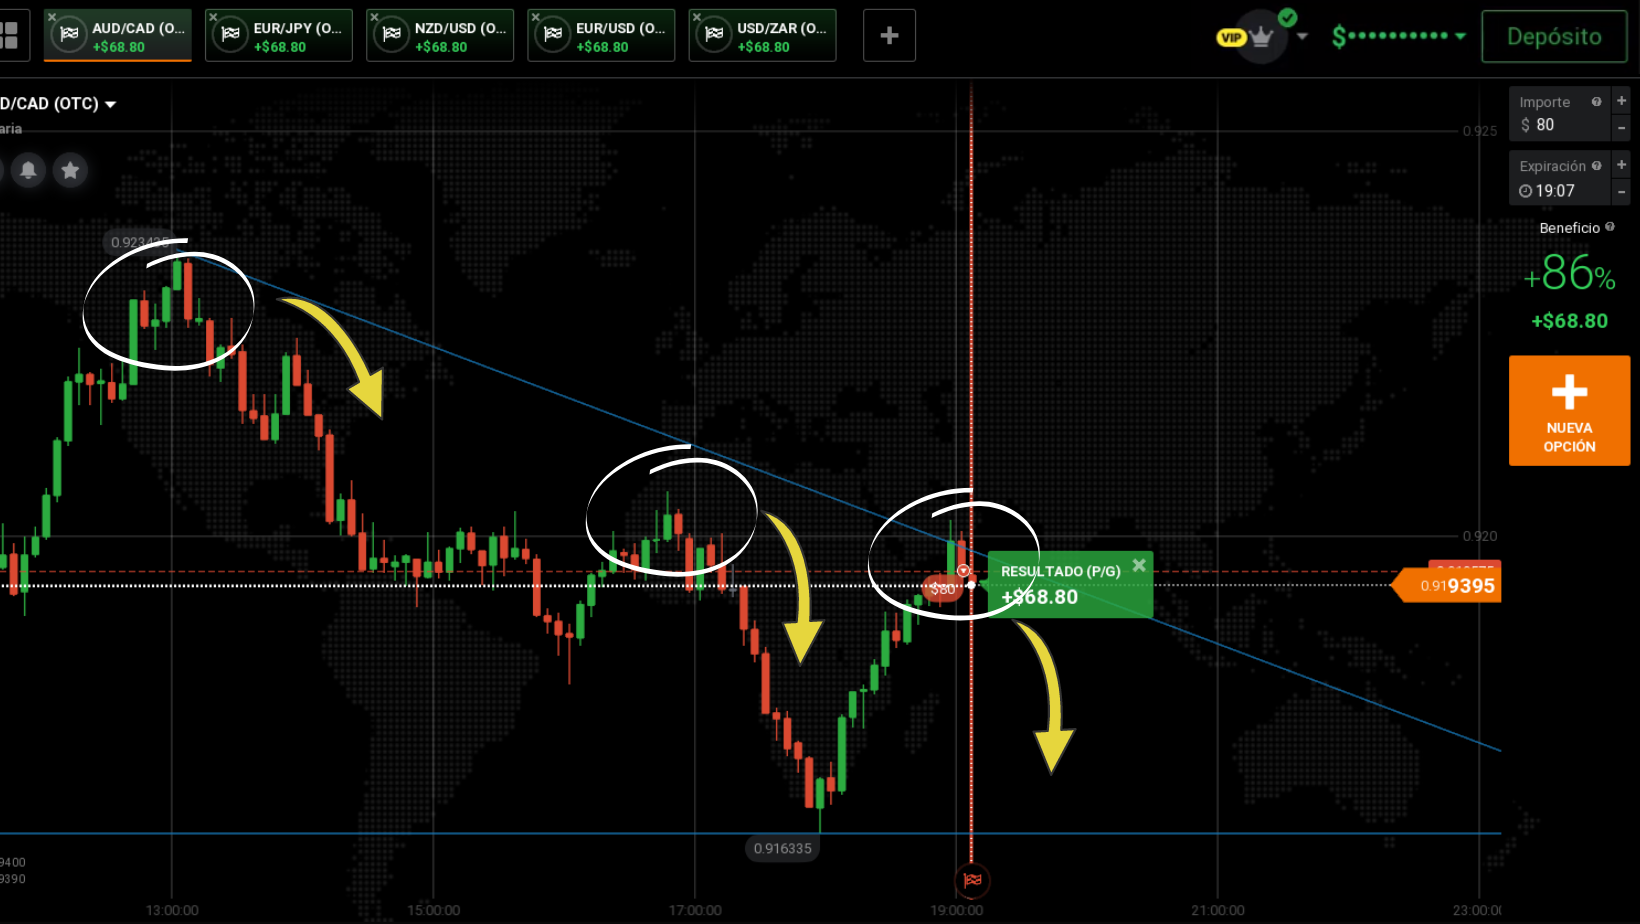 AUD/CAD (O...
+$68.80
EUR/JPY (O...
+$68.80
NZD/USD (O...
+$68.80
EUR/USD (O...
+$68.80
USD/ZAR (O...
+$68.80
VIP
$
Depósito
D/CAD (OTC)
aria
Importe
$ 80
Expiración
19:07
Beneficio
+86%
+$68.80
NUEVA
OPCIÓN
0.925
0.923435
0.920
RESULTADO (P/G)
+$68.80
$80
0.919395
0.916335
9400
9390
13:00:00
15:00:00
17:00:00
19:00:00
21:00:00
23:00:0